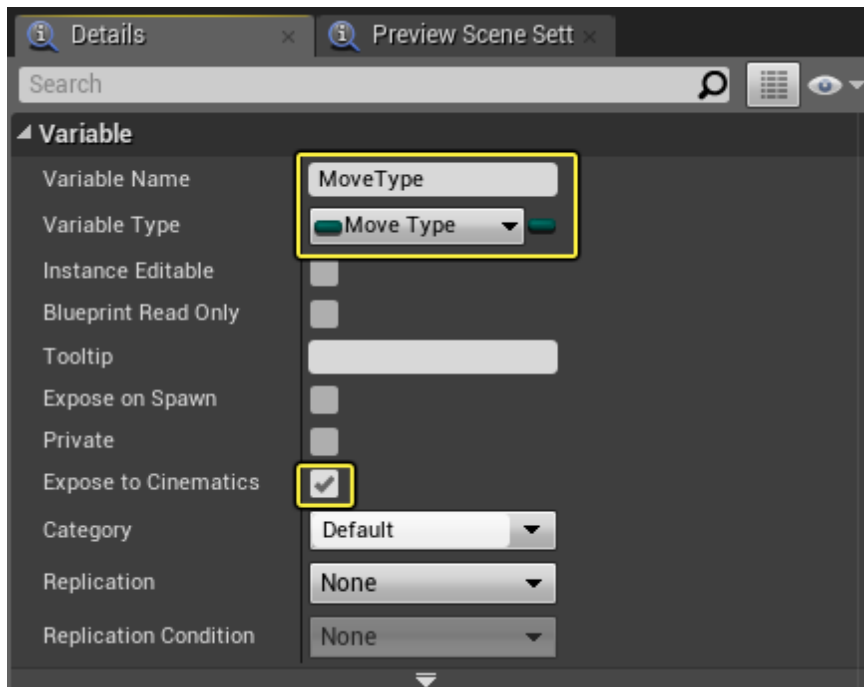 Details
Preview Scene Sett
Search
Variable
Variable Name MoveType
Variable Type Move Type
Instance Editable
Blueprint Read Only
Tooltip
Expose on Spawn
Private
Expose to Cinematics
Category Default
Replication None
Replication Condition None